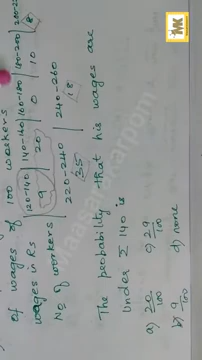 of wages of 100 workers
wages in Rs | 120-140 | 140-160 | 160-180 | 180-200 | 200-220
No of workers | 9 | 20 | 0 | 10 | 8
220-240 | 240-260
35 | 18
The probability that his wages are
under Σ 140 is
a) 20/100 c) 29/100
b) 9/100 d) none